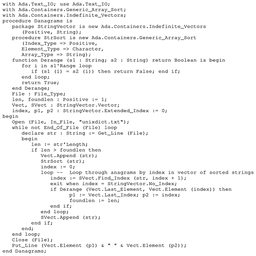 with Ada.Text_IO; use Ada.Text_IO;
with Ada.Containers.Generic_Array_Sort;
with Ada.Containers.Indefinite_Vectors;
procedure Danagrams is
package StringVector is new Ada.Containers.Indefinite_Vectors
(Positive, String);
procedure StrSort is new Ada.Containers.Generic_Array_Sort
(Index_Type => Positive,
Element_Type => Character,
Array_Type => String);
function Derange (s1 : String; s2 : String) return Boolean is begin
for i in s1'Range loop
if (s1 (i) = s2 (i)) then return False; end if;
end loop;
return True;
end Derange;
File : File_Type;
len, foundlen : Positive := 1;
Vect, SVect : StringVector.Vector;
index, p1, p2 : StringVector.Extended_Index := 0;
begin
Open (File, In_File, "unixdict.txt");
while not End_Of_File (File) loop
declare str : String := Get_Line (File);
begin
len := str'Length;
if len > foundlen then
Vect.Append (str);
StrSort (str);
index := 0;
loop -- Loop through anagrams by index in vector of sorted strings
index := SVect.Find_Index (str, index + 1);
exit when index = StringVector.No_Index;
if Derange (Vect.Last_Element, Vect.Element (index)) then
p1 := Vect.Last_Index; p2 := index;
foundlen := len;
end if;
end loop;
SVect.Append (str);
end if;
end;
end loop;
Close (File);
Put_Line (Vect.Element (p1) & " " & Vect.Element (p2));
end Danagrams;